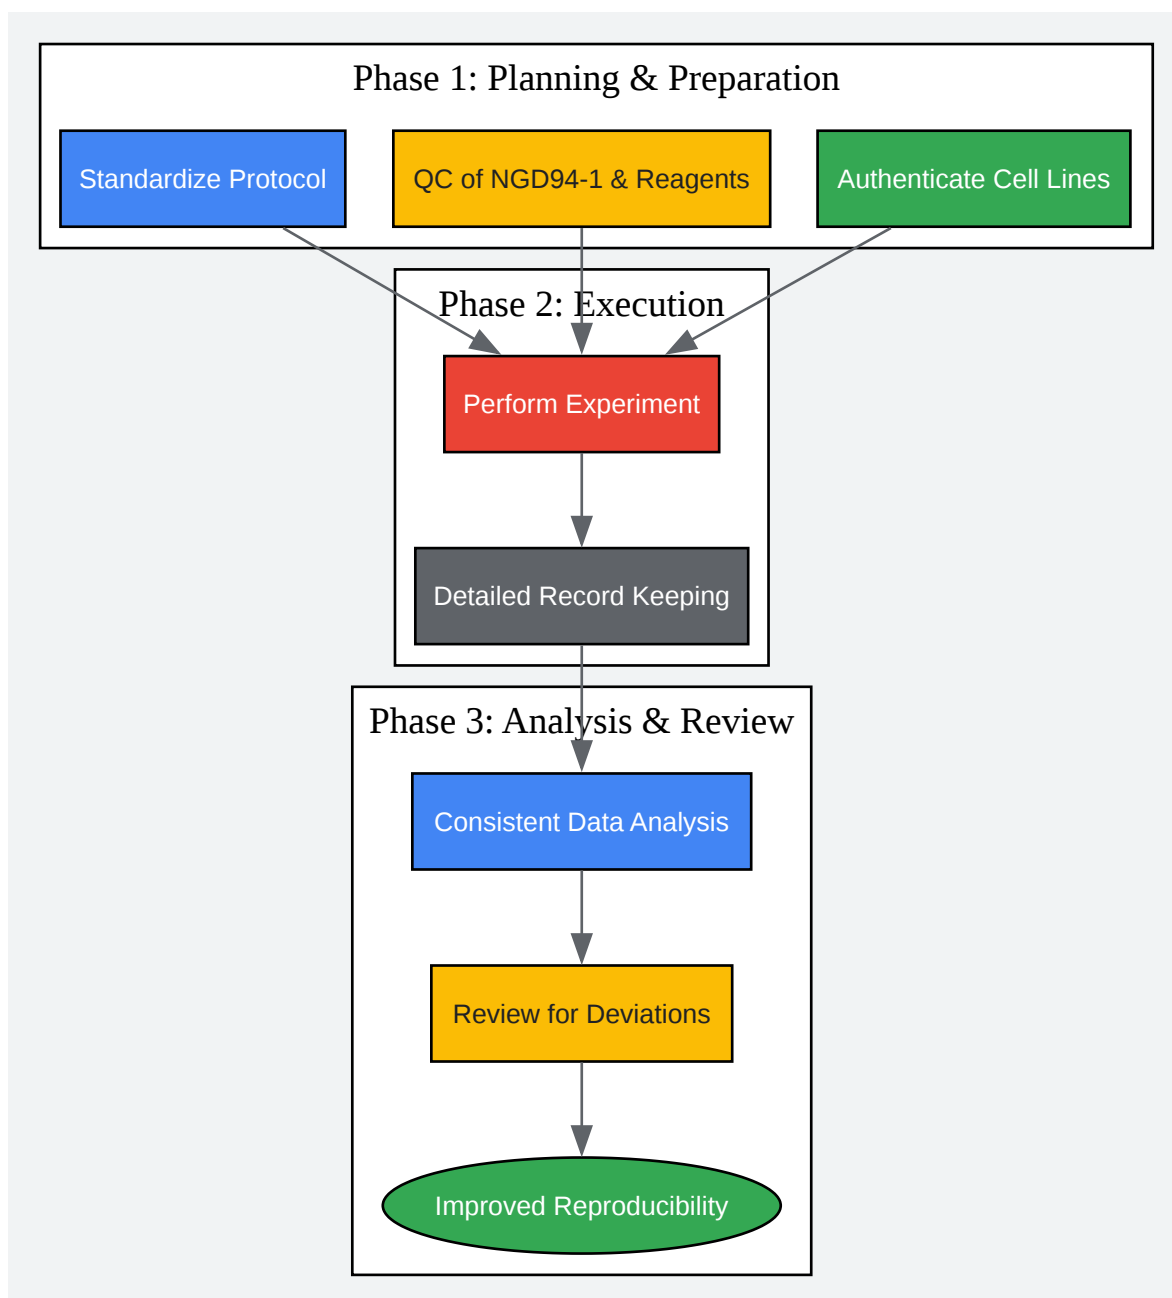 Phase 1: Planning & Preparation
Standardize Protocol
QC of NGD94-1 & Reagents
Authenticate Cell Lines
Phase 2: Execution
Perform Experiment
Detailed Record Keeping
Phase 3: Analysis & Review
Consistent Data Analysis
Review for Deviations
Improved Reproducibility